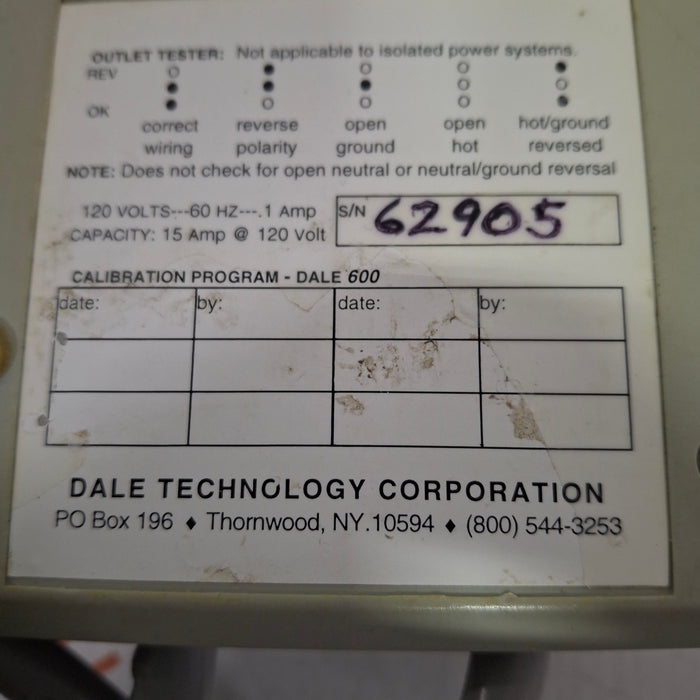 OUTLET TESTER: Not applicable to isolated power systems.
REV
OK
correct wiring
reverse polarity
open ground
open hot
hot/ground reversed
NOTE: Does not check for open neutral or neutral/ground reversal
120 VOLTS---60 HZ---.1 Amp
CAPACITY: 15 Amp @ 120 Volt
S/N 62905
CALIBRATION PROGRAM - DALE 600
date: by: date: by:
DALE TECHNOLOGY CORPORATION
PO Box 196 ♦ Thornwood, NY.10594 ♦ (800) 544-3253